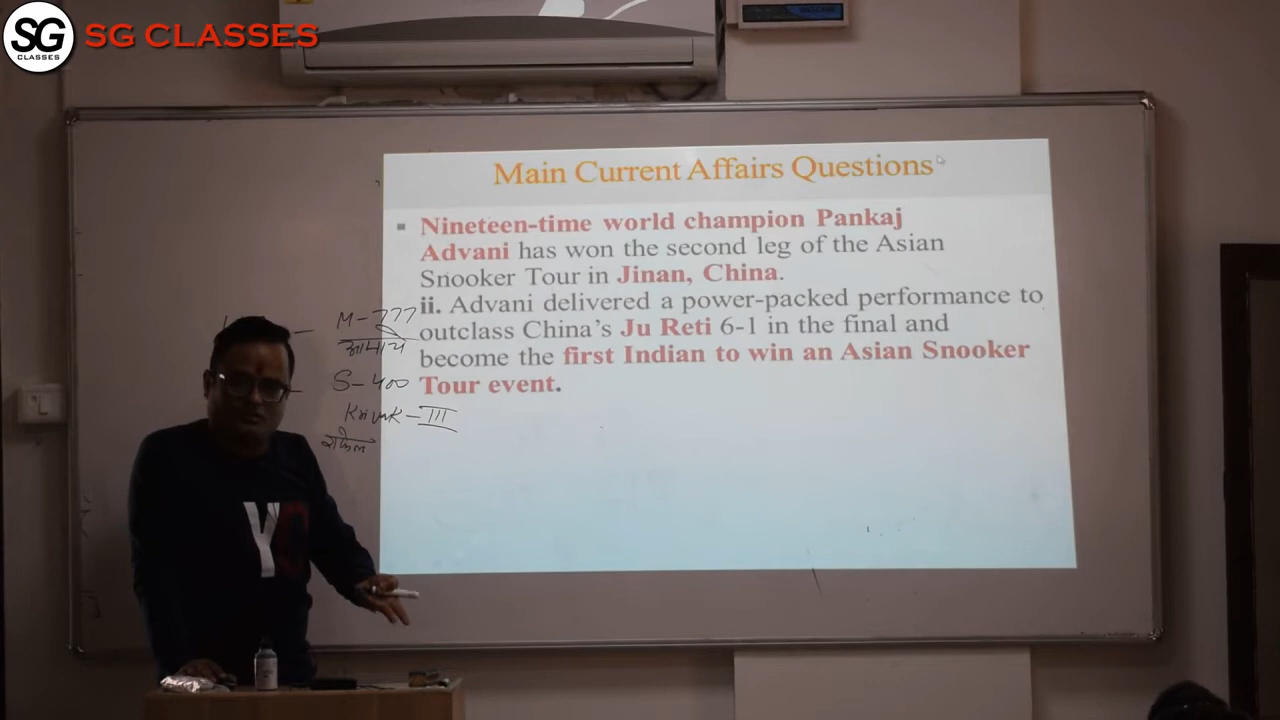 SG
CLASSES
SG CLASSES
Main Current Affairs Questions
Nineteen-time world champion Pankaj
Advani has won the second leg of the Asian
Snooker Tour in Jinan, China.
ii. Advani delivered a power-packed performance to
outclass China's Ju Reti 6-1 in the final and
become the first Indian to win an Asian Snooker
Tour event.
M-777
S-400
Krivak-III
Y